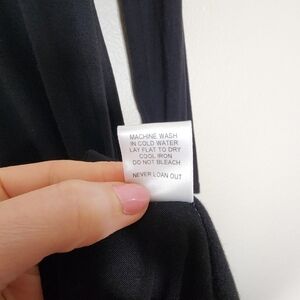 MACHINE WASH
IN COLD WATER
LAY FLAT TO DRY
COOL IRON
DO NOT BLEACH
NEVER LOAN OUT